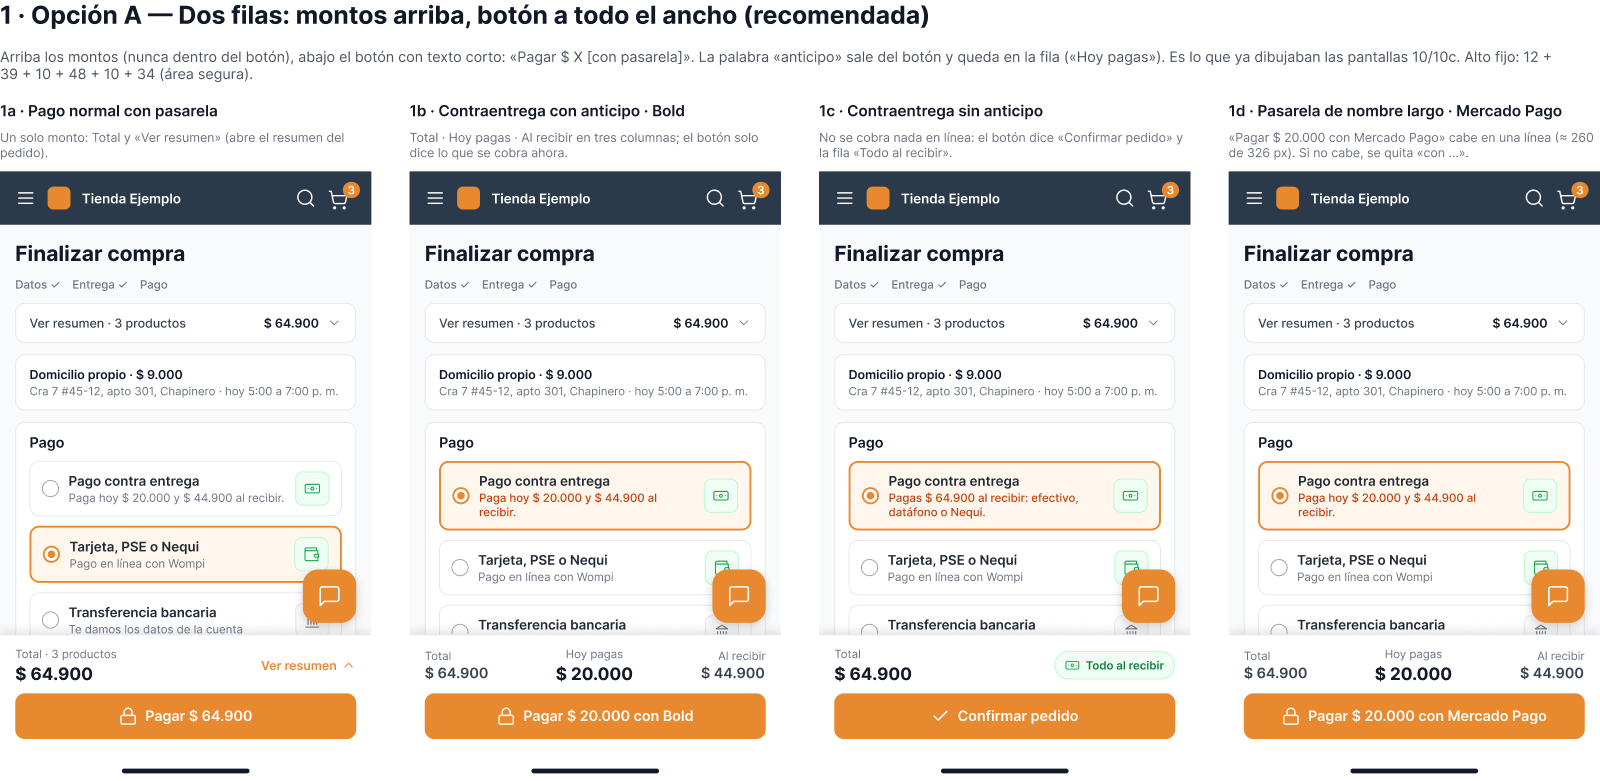 1 · Opción A — Dos filas: montos arriba, botón a todo el ancho (recomendada)
Arriba los montos (nunca dentro del botón), abajo el botón con texto corto: «Pagar $ X [con pasarela]». La palabra «anticipo» sale del botón y queda en la fila («Hoy pagas»). Es lo que ya dibujaban las pantallas 10/10c. Alto fijo: 12 +
39 + 10 + 48 + 10 + 34 (área segura).
1a · Pago normal con pasarela
Un solo monto: Total y «Ver resumen» (abre el resumen del
pedido).
Tienda Ejemplo
3
Finalizar compra
Datos ✓ Entrega ✓ Pago
Ver resumen · 3 productos $ 64.900
Domicilio propio · $ 9.000
Cra 7 #45-12, apto 301, Chapinero · hoy 5:00 a 7:00 p. m.
Pago
Pago contra entrega
Paga hoy $ 20.000 y $ 44.900 al recibir.
Tarjeta, PSE o Nequi
Pago en línea con Wompi
Transferencia bancaria
Te damos los datos de la cuenta
Total · 3 productos
$ 64.900
Ver resumen
Pagar $ 64.900
1b · Contraentrega con anticipo · Bold
Total · Hoy pagas · Al recibir en tres columnas; el botón solo
dice lo que se cobra ahora.
Tienda Ejemplo
3
Finalizar compra
Datos ✓ Entrega ✓ Pago
Ver resumen · 3 productos $ 64.900
Domicilio propio · $ 9.000
Cra 7 #45-12, apto 301, Chapinero · hoy 5:00 a 7:00 p. m.
Pago
Pago contra entrega
Paga hoy $ 20.000 y $ 44.900 al
recibir.
Tarjeta, PSE o Nequi
Pago en línea con Wompi
Transferencia bancaria
Total Hoy pagas Al recibir
$ 64.900 $ 20.000 $ 44.900
Pagar $ 20.000 con Bold
1c · Contraentrega sin anticipo
No se cobra nada en línea: el botón dice «Confirmar pedido» y
la fila «Todo al recibir».
Tienda Ejemplo
3
Finalizar compra
Datos ✓ Entrega ✓ Pago
Ver resumen · 3 productos $ 64.900
Domicilio propio · $ 9.000
Cra 7 #45-12, apto 301, Chapinero · hoy 5:00 a 7:00 p. m.
Pago
Pago contra entrega
Pagas $ 64.900 al recibir: efectivo,
datáfono o Nequi.
Tarjeta, PSE o Nequi
Pago en línea con Wompi
Transferencia bancaria
Total
$ 64.900
Todo al recibir
Confirmar pedido
1d · Pasarela de nombre largo · Mercado Pago
«Pagar $ 20.000 con Mercado Pago» cabe en una línea (≈ 260
de 326 px). Si no cabe, se quita «con …».
Tienda Ejemplo
3
Finalizar compra
Datos ✓ Entrega ✓ Pago
Ver resumen · 3 productos $ 64.900
Domicilio propio · $ 9.000
Cra 7 #45-12, apto 301, Chapinero · hoy 5:00 a 7:00 p. m.
Pago
Pago contra entrega
Paga hoy $ 20.000 y $ 44.900 al
recibir.
Tarjeta, PSE o Nequi
Pago en línea con Wompi
Transferencia bancaria
Total Hoy pagas Al recibir
$ 64.900 $ 20.000 $ 44.900
Pagar $ 20.000 con Mercado Pago